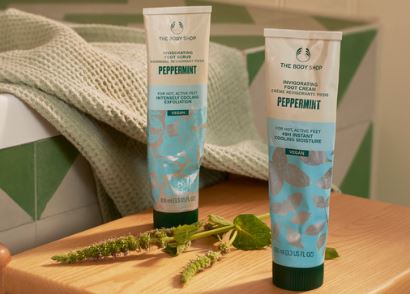 THE BODY SHOP
INVIGORATING
FOOT SCRUB
PEPPERMINT
FOR HOT, ACTIVE FEET
INTENSELY COOLING
EXFOLIATION
VEGAN
THE BODY SHOP
INVIGORATING
FOOT CREAM
CRÈME REVIGORANTE PIEDS
PEPPERMINT
FOR HOT, ACTIVE FEET
48H INSTANT
COOLING MOISTURE
VEGAN